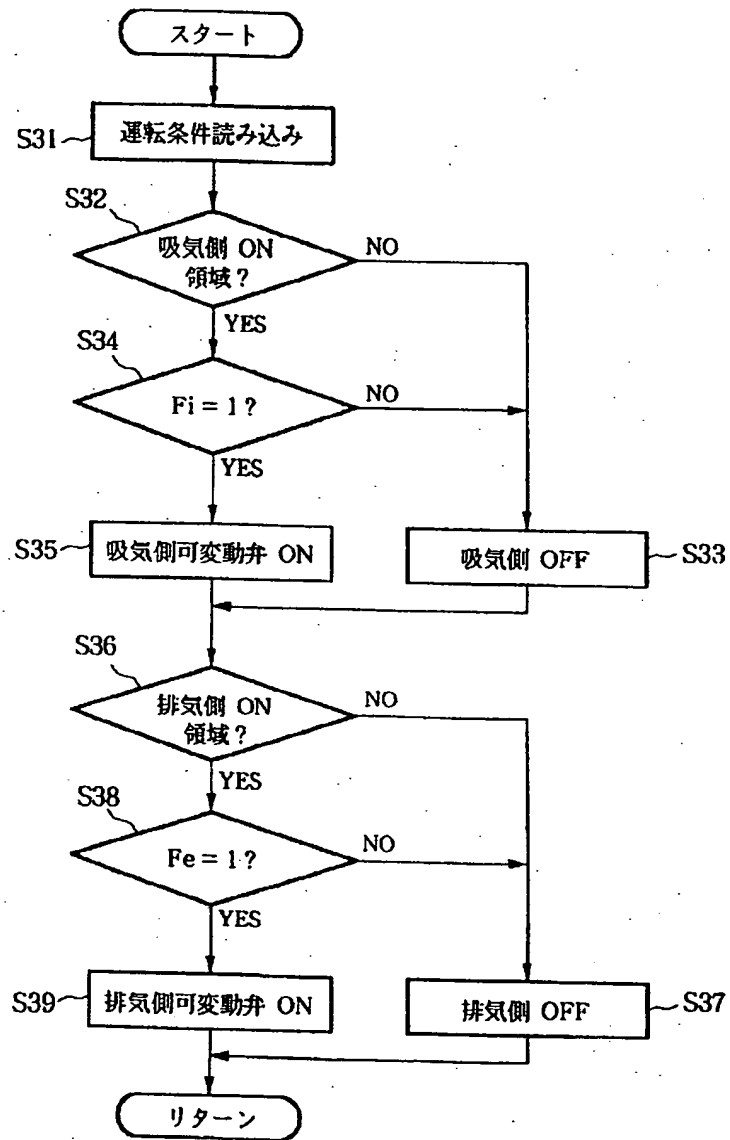 スタート
S31
運転条件読み込み
S32
吸気側 ON
領域?
NO
YES
S34
Fi = 1?
NO
YES
S35
吸気側可変動弁 ON
吸気側 OFF
S33
S36
排気側 ON
領域?
NO
YES
S38
Fe = 1?
NO
YES
S39
排気側可変動弁 ON
排気側 OFF
S37
リターン